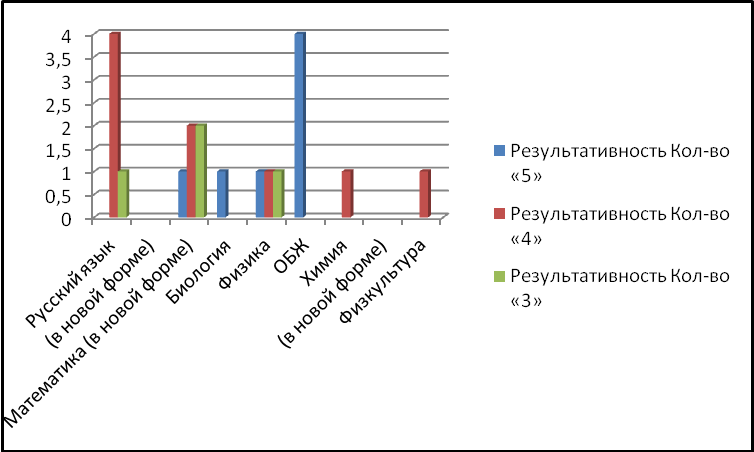 4
3,5
3
2,5
2
1,5
1
0,5
0
Русский язык
(в новой форме)
Математика (в новой форме)
Биология
Физика
ОБЖ
Химия
(в новой форме)
Физкультура
Результативность Кол-во
«5»
Результативность Кол-во
«4»
Результативность Кол-во
«3»